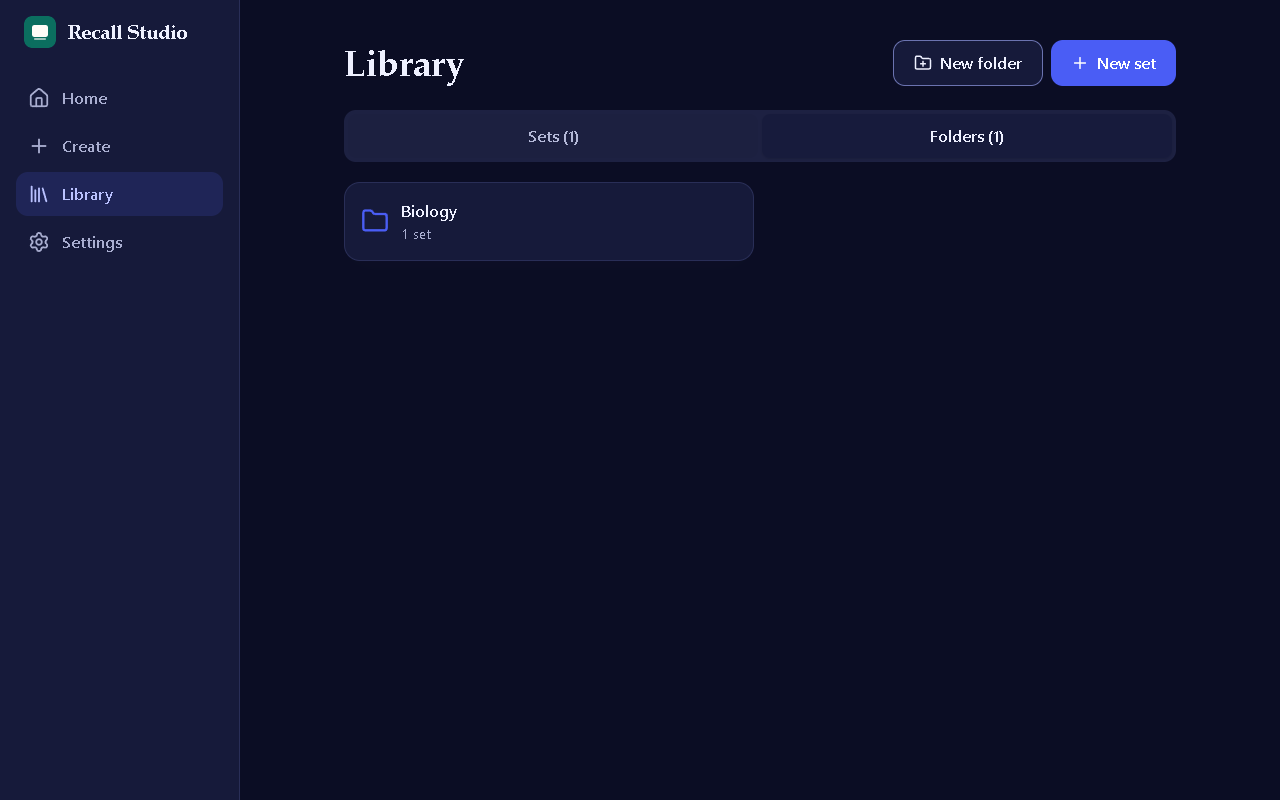 Recall Studio
Home
Create
Library
Settings
Library
New folder
New set
Sets (1)
Folders (1)
Biology
1 set